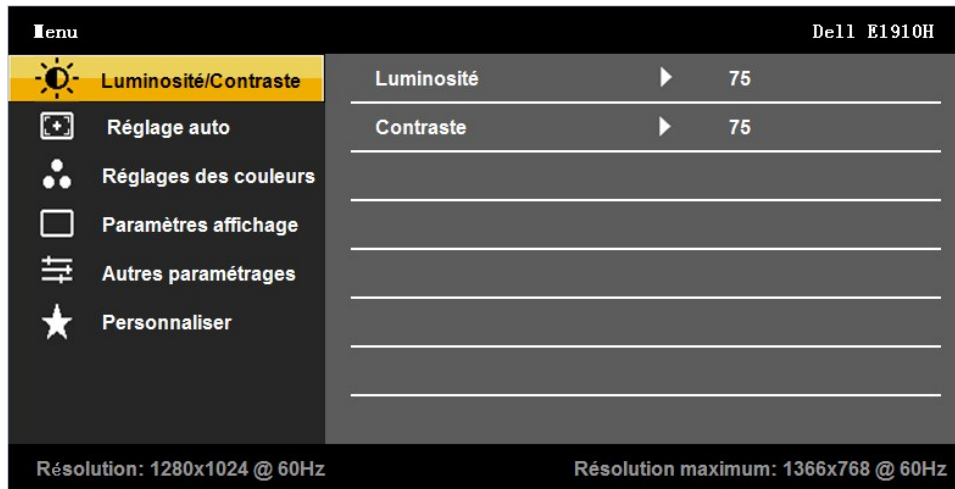 Menu Dell E1910H
Luminosité/Contraste Luminosité 75
Réglage auto Contraste 75
Réglages des couleurs
Paramètres affichage
Autres paramétrages
Personnaliser
Résolution: 1280x1024 @ 60Hz Résolution maximum: 1366x768 @ 60Hz